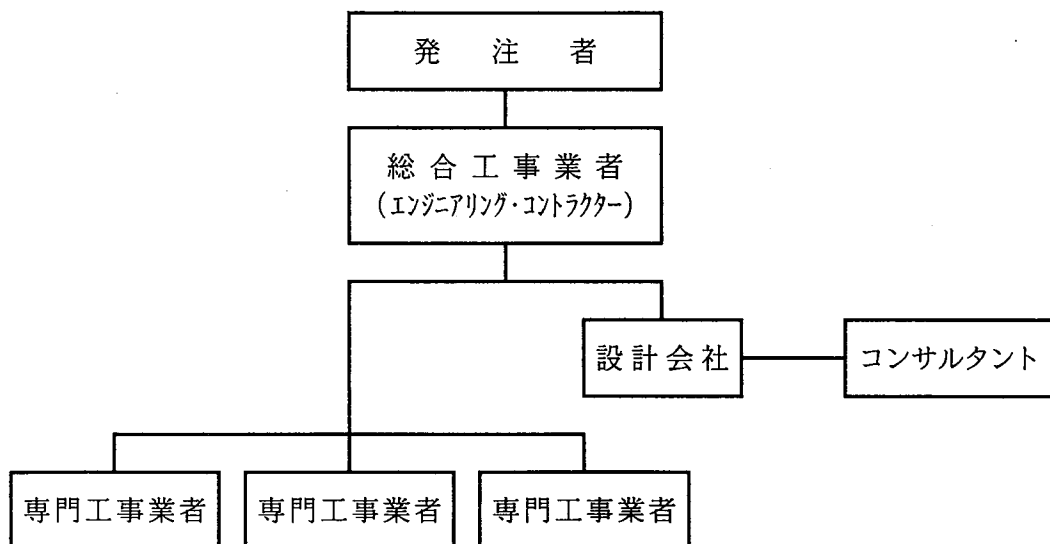 発注者
総合工事業者
(エンジニアリング・コントラクター)
設計会社
コンサルタント
専門工事業者
専門工事業者
専門工事業者